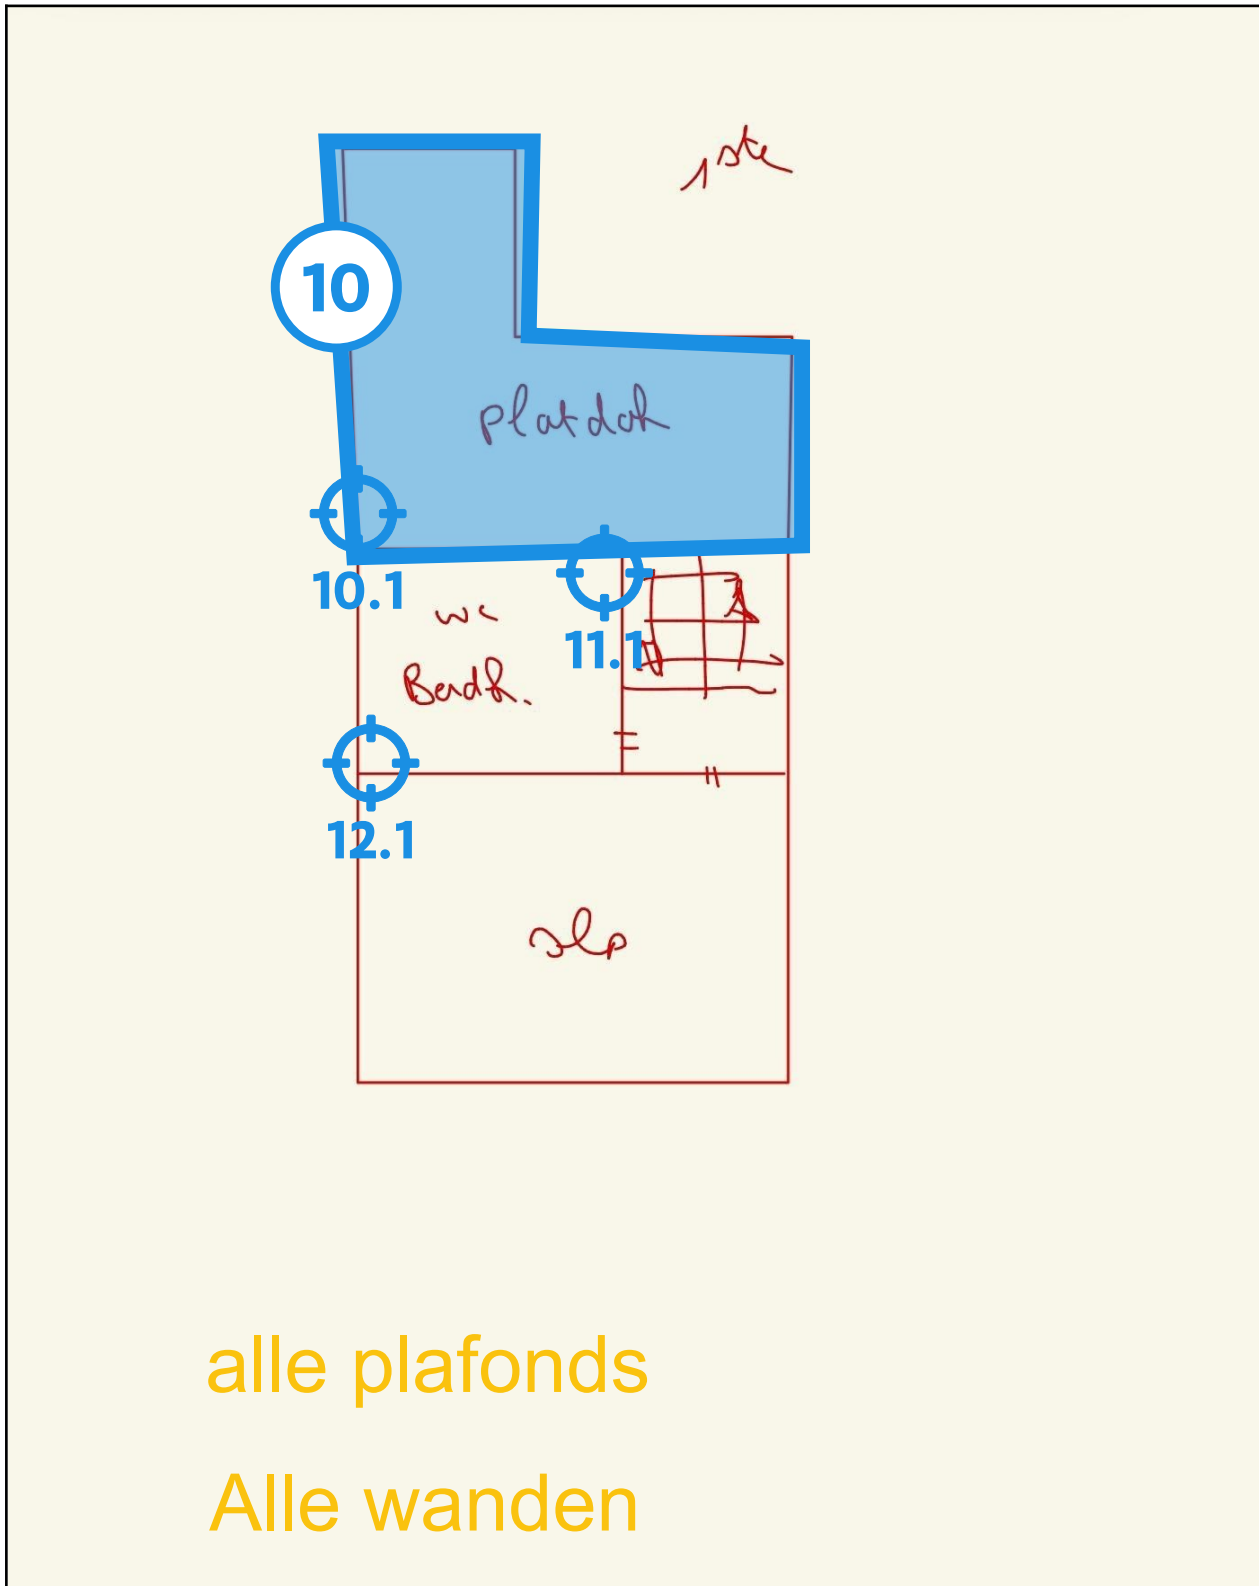 1ste
10
platdak
10.1
wc
11.1
Badk.
12.1
slp
alle plafonds
Alle wanden